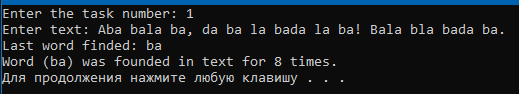 Enter the task number: 1
Enter text: Aba bala ba, da ba la bada la ba! Bala bla bada ba.
Last word finded: ba
Word (ba) was founded in text for 8 times.
Для продолжения нажмите любую клавишу . . .